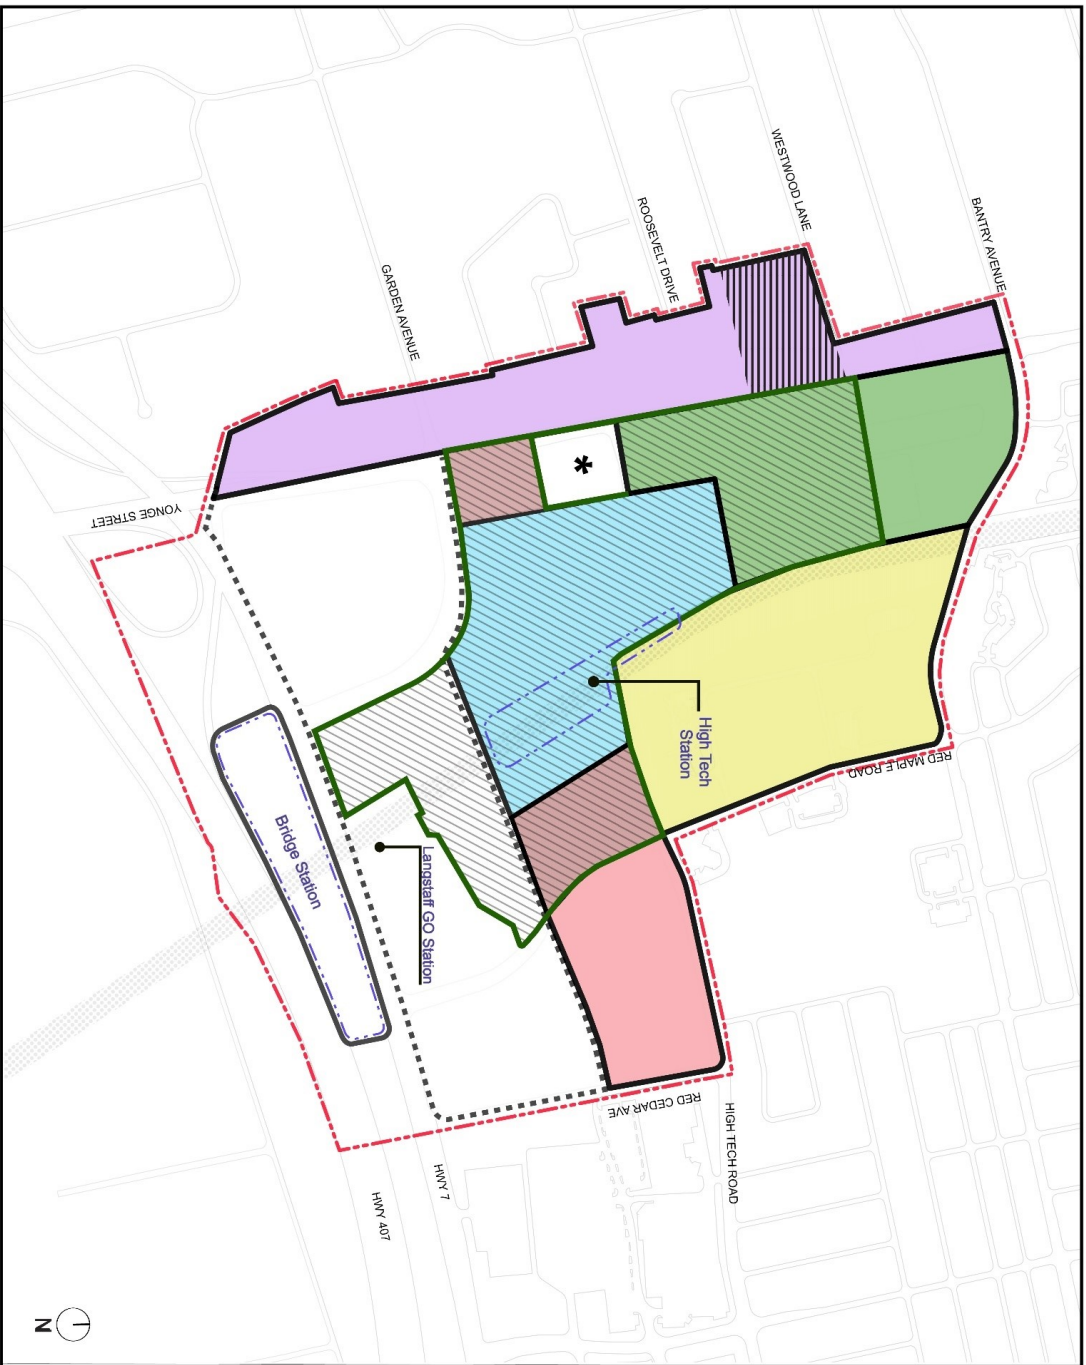 BANTRY AVENUE
WESTWOOD LANE
ROOSEVELT DRIVE
GARDEN AVENUE
YONGE STREET
*
High Tech
Station
RED MAPLE ROAD
Bridge Station
Langstaff GO Station
RED CEDAR AVE
HIGH TECH ROAD
HWY 7
HWY 407
N